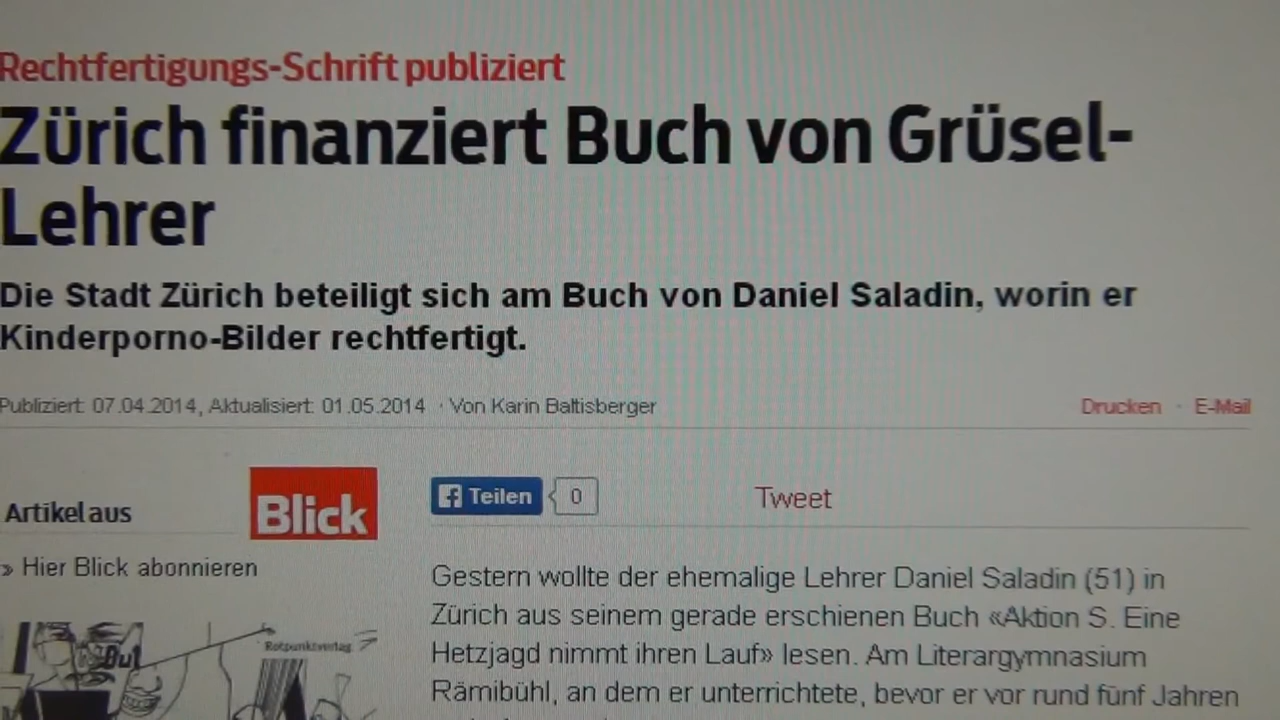 Rechtfertigungs-Schrift publiziert
Zürich finanziert Buch von Grüsel-
Lehrer
Die Stadt Zürich beteiligt sich am Buch von Daniel Saladin, worin er
Kinderporno-Bilder rechtfertigt.
Publiziert: 07.04.2014, Aktualisiert: 01.05.2014 · Von Karin Baltisberger
Drucken · E-Mail
Artikel aus
Blick
Teilen 0
Tweet
» Hier Blick abonnieren
Gestern wollte der ehemalige Lehrer Daniel Saladin (51) in
Zürich aus seinem gerade erschienen Buch «Aktion S. Eine
Hetzjagd nimmt ihren Lauf» lesen. Am Literargymnasium
Rämibühl, an dem er unterrichtete, bevor er vor rund fünf Jahren
Rotpunktverlag